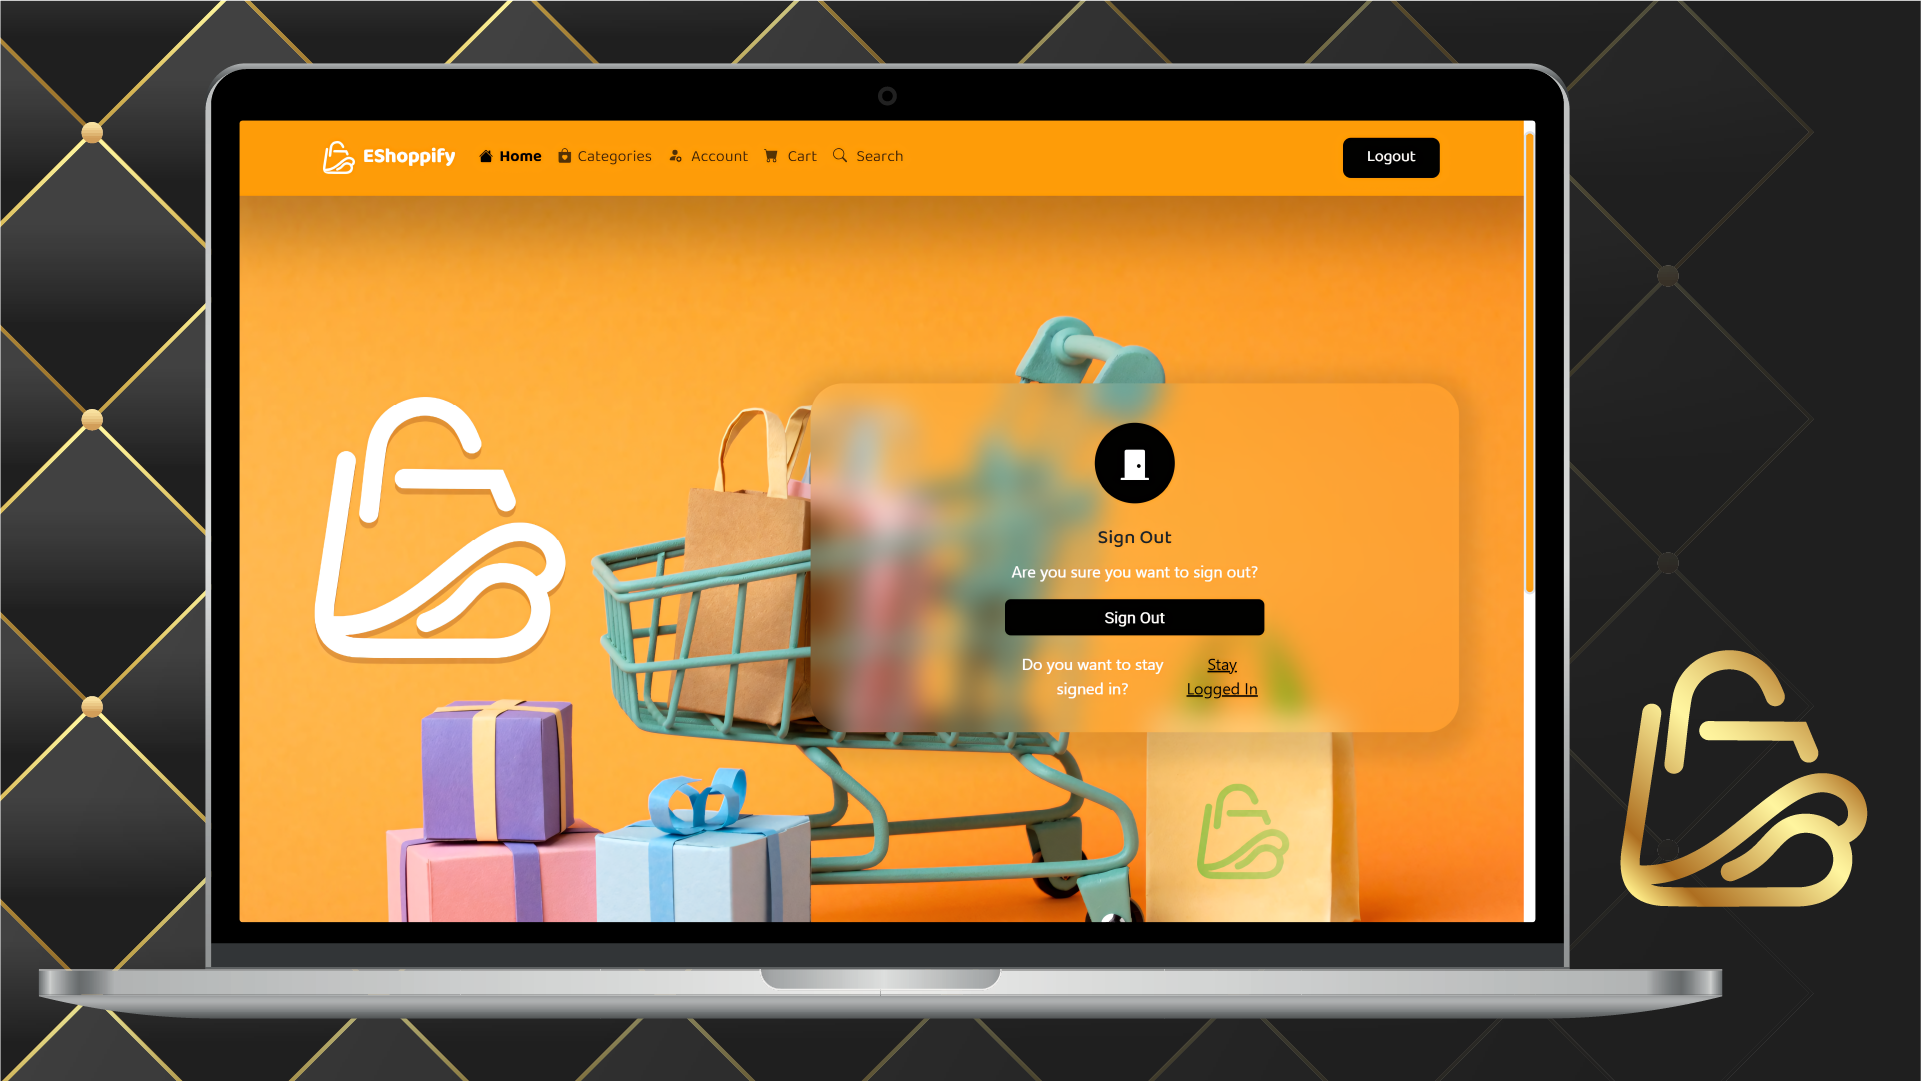 EShoppify
Home
Categories
Account
Cart
Search
Logout
Sign Out
Are you sure you want to sign out?
Sign Out
Do you want to stay
signed in?
Stay
Logged In